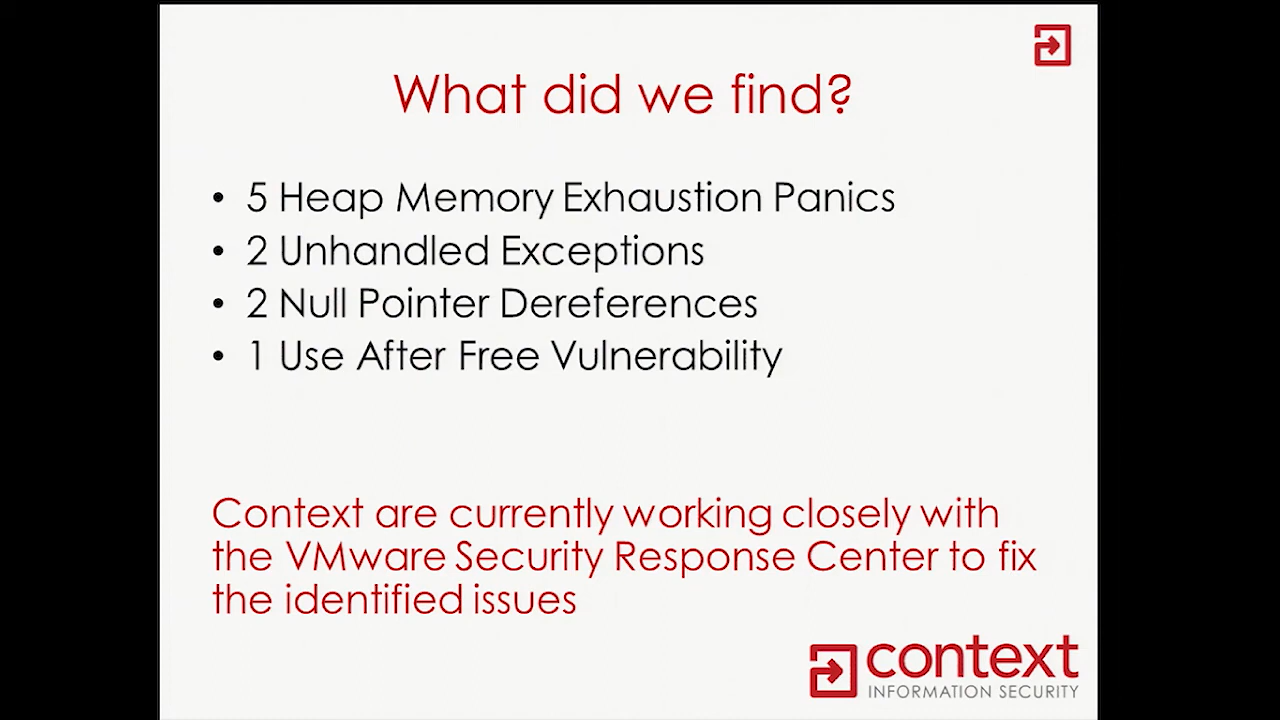 What did we find?
• 5 Heap Memory Exhaustion Panics
• 2 Unhandled Exceptions
• 2 Null Pointer Dereferences
• 1 Use After Free Vulnerability
Context are currently working closely with
the VMware Security Response Center to fix
the identified issues
context
INFORMATION SECURITY